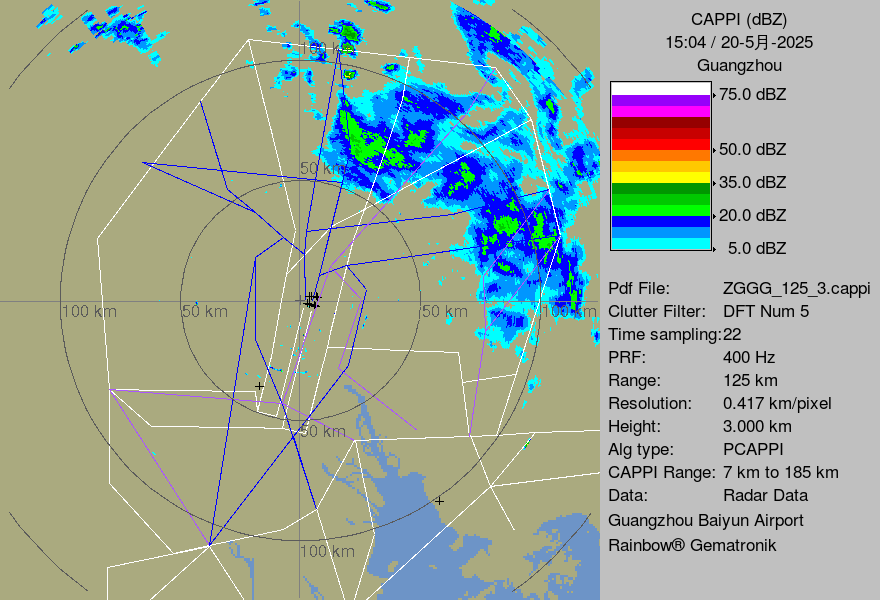 CAPPI (dBZ)
15:04 / 20-5月-2025
Guangzhou
75.0 dBZ
50.0 dBZ
35.0 dBZ
20.0 dBZ
5.0 dBZ
Pdf File: ZGGG_125_3.cappi
Clutter Filter: DFT Num 5
Time sampling:22
PRF: 400 Hz
Range: 125 km
Resolution: 0.417 km/pixel
Height: 3.000 km
Alg type: PCAPPI
CAPPI Range: 7 km to 185 km
Data: Radar Data
Guangzhou Baiyun Airport
Rainbow® Gematronik
100 km
50 km
100 km
50 km
50 km
100 km
50 km
100 km